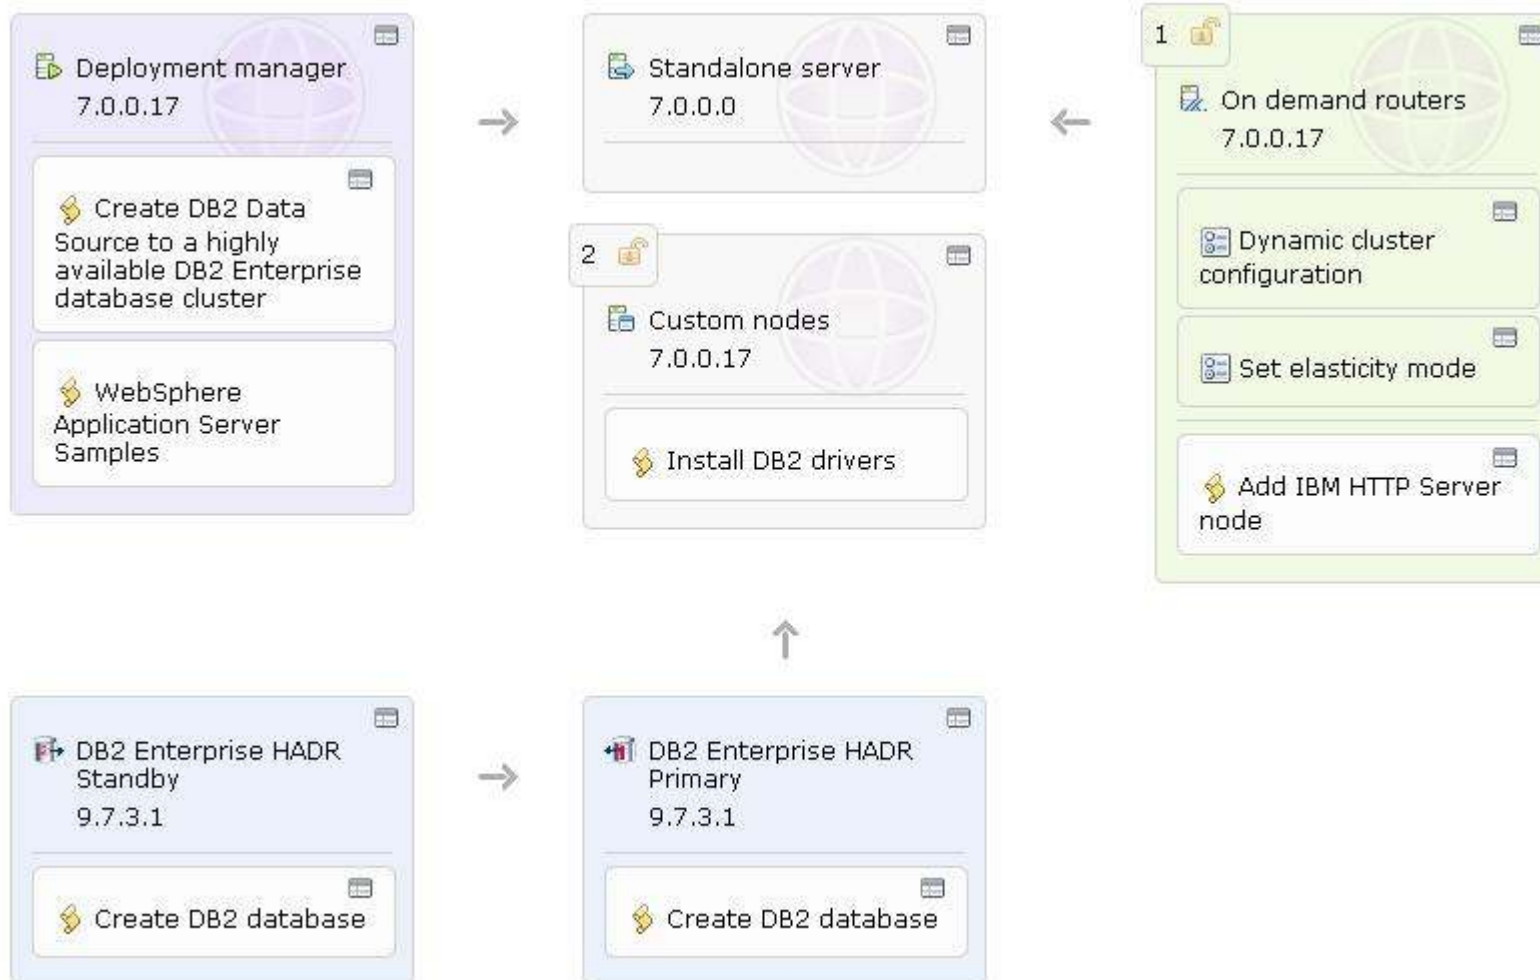 Deployment manager
7.0.0.17
Create DB2 Data
Source to a highly
available DB2 Enterprise
database cluster
WebSphere
Application Server
Samples
Standalone server
7.0.0.0
2
Custom nodes
7.0.0.17
Install DB2 drivers
1
On demand routers
7.0.0.17
Dynamic cluster
configuration
Set elasticity mode
Add IBM HTTP Server
node
DB2 Enterprise HADR
Standby
9.7.3.1
Create DB2 database
DB2 Enterprise HADR
Primary
9.7.3.1
Create DB2 database